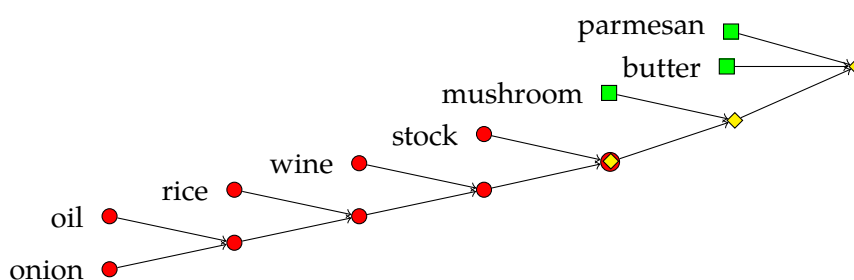 parmesan
butter
mushroom
stock
wine
rice
oil
onion